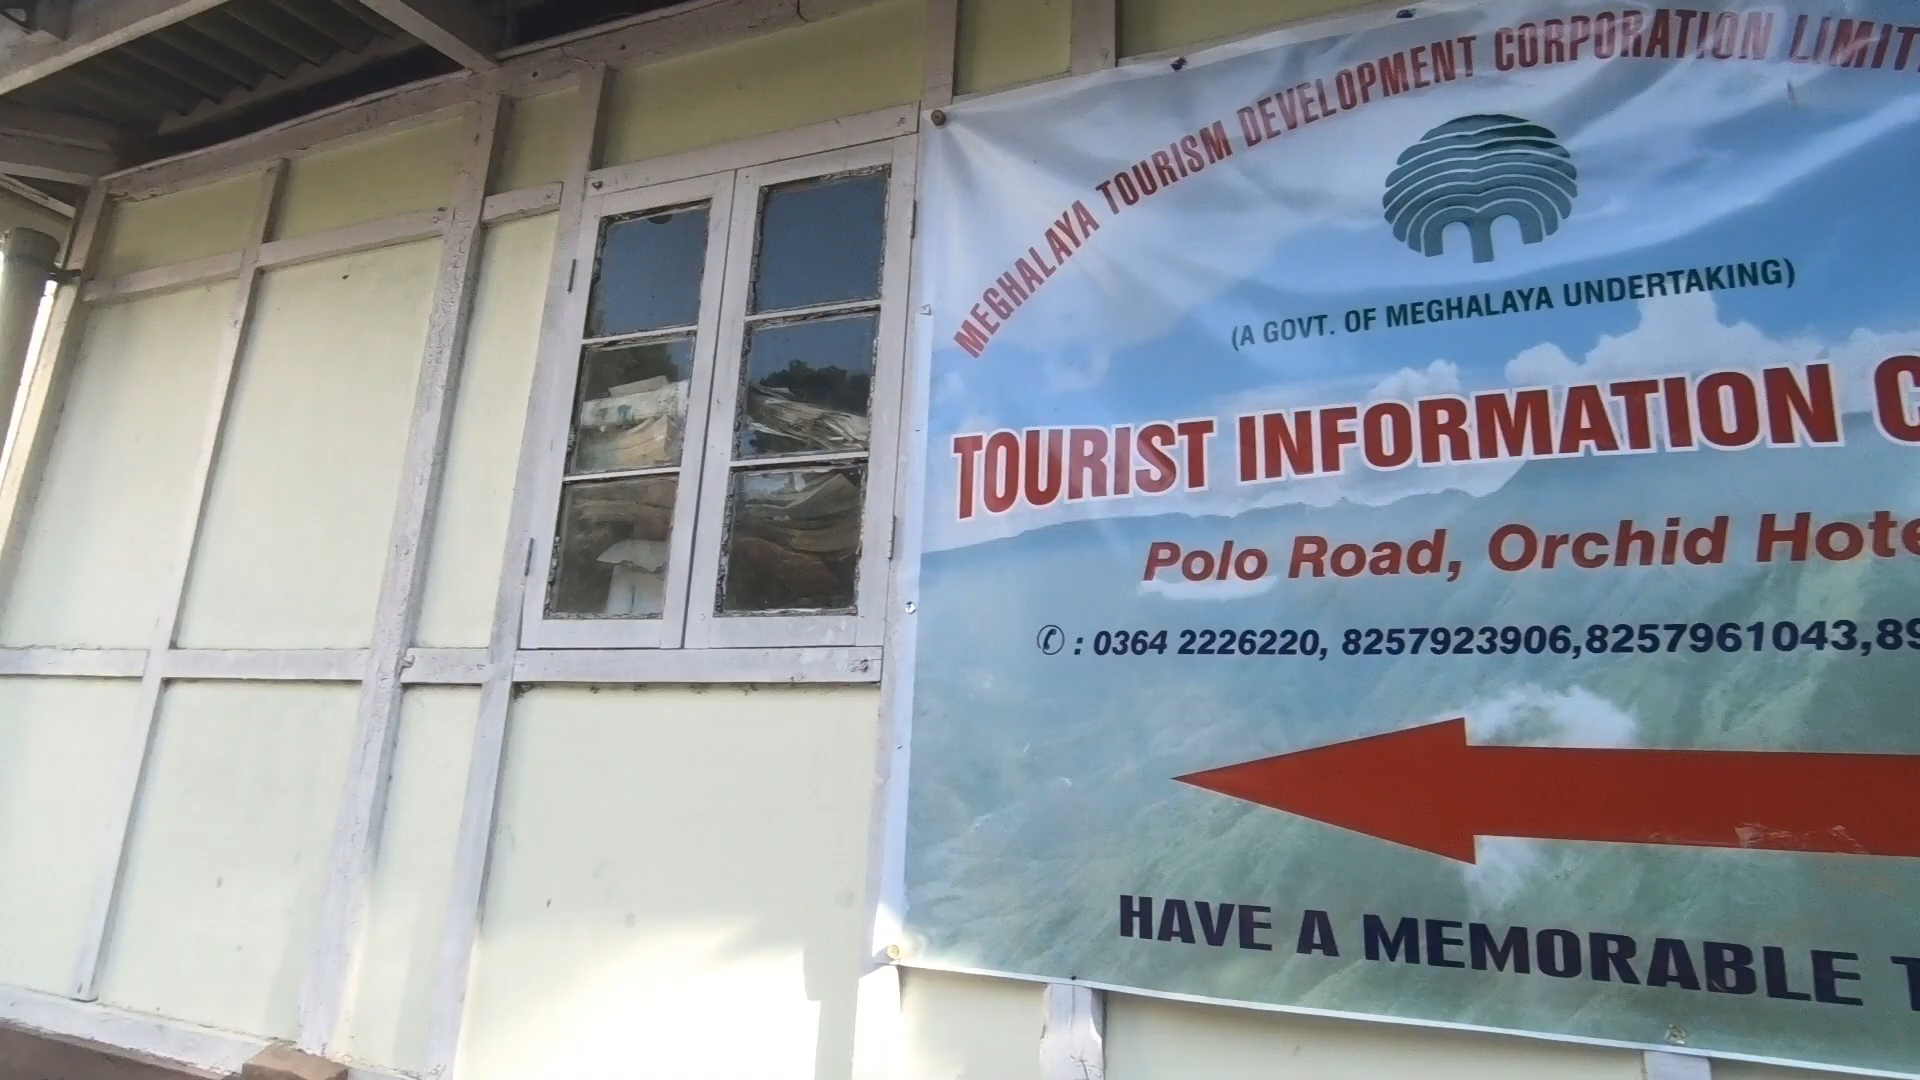 MEGHALAYA TOURISM DEVELOPMENT CORPORATION LIMIT
(A GOVT. OF MEGHALAYA UNDERTAKING)
TOURIST INFORMATION C
Polo Road, Orchid Hote
✆ : 0364 2226220, 8257923906,8257961043,89
HAVE A MEMORABLE T